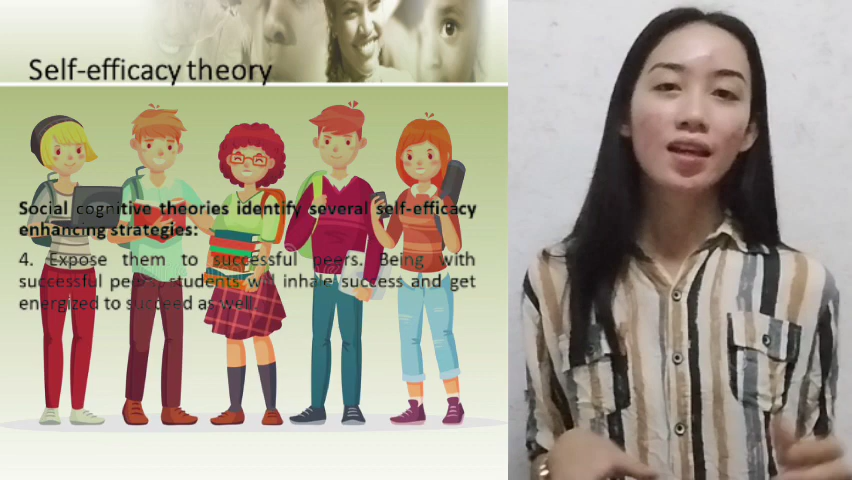 Self-efficacy theory
Social cognitive theories identify several self-efficacy
enhancing strategies:
4. Expose them to successful peers. Being with
successful peers, students will inhale success and get
energized to succeed as well